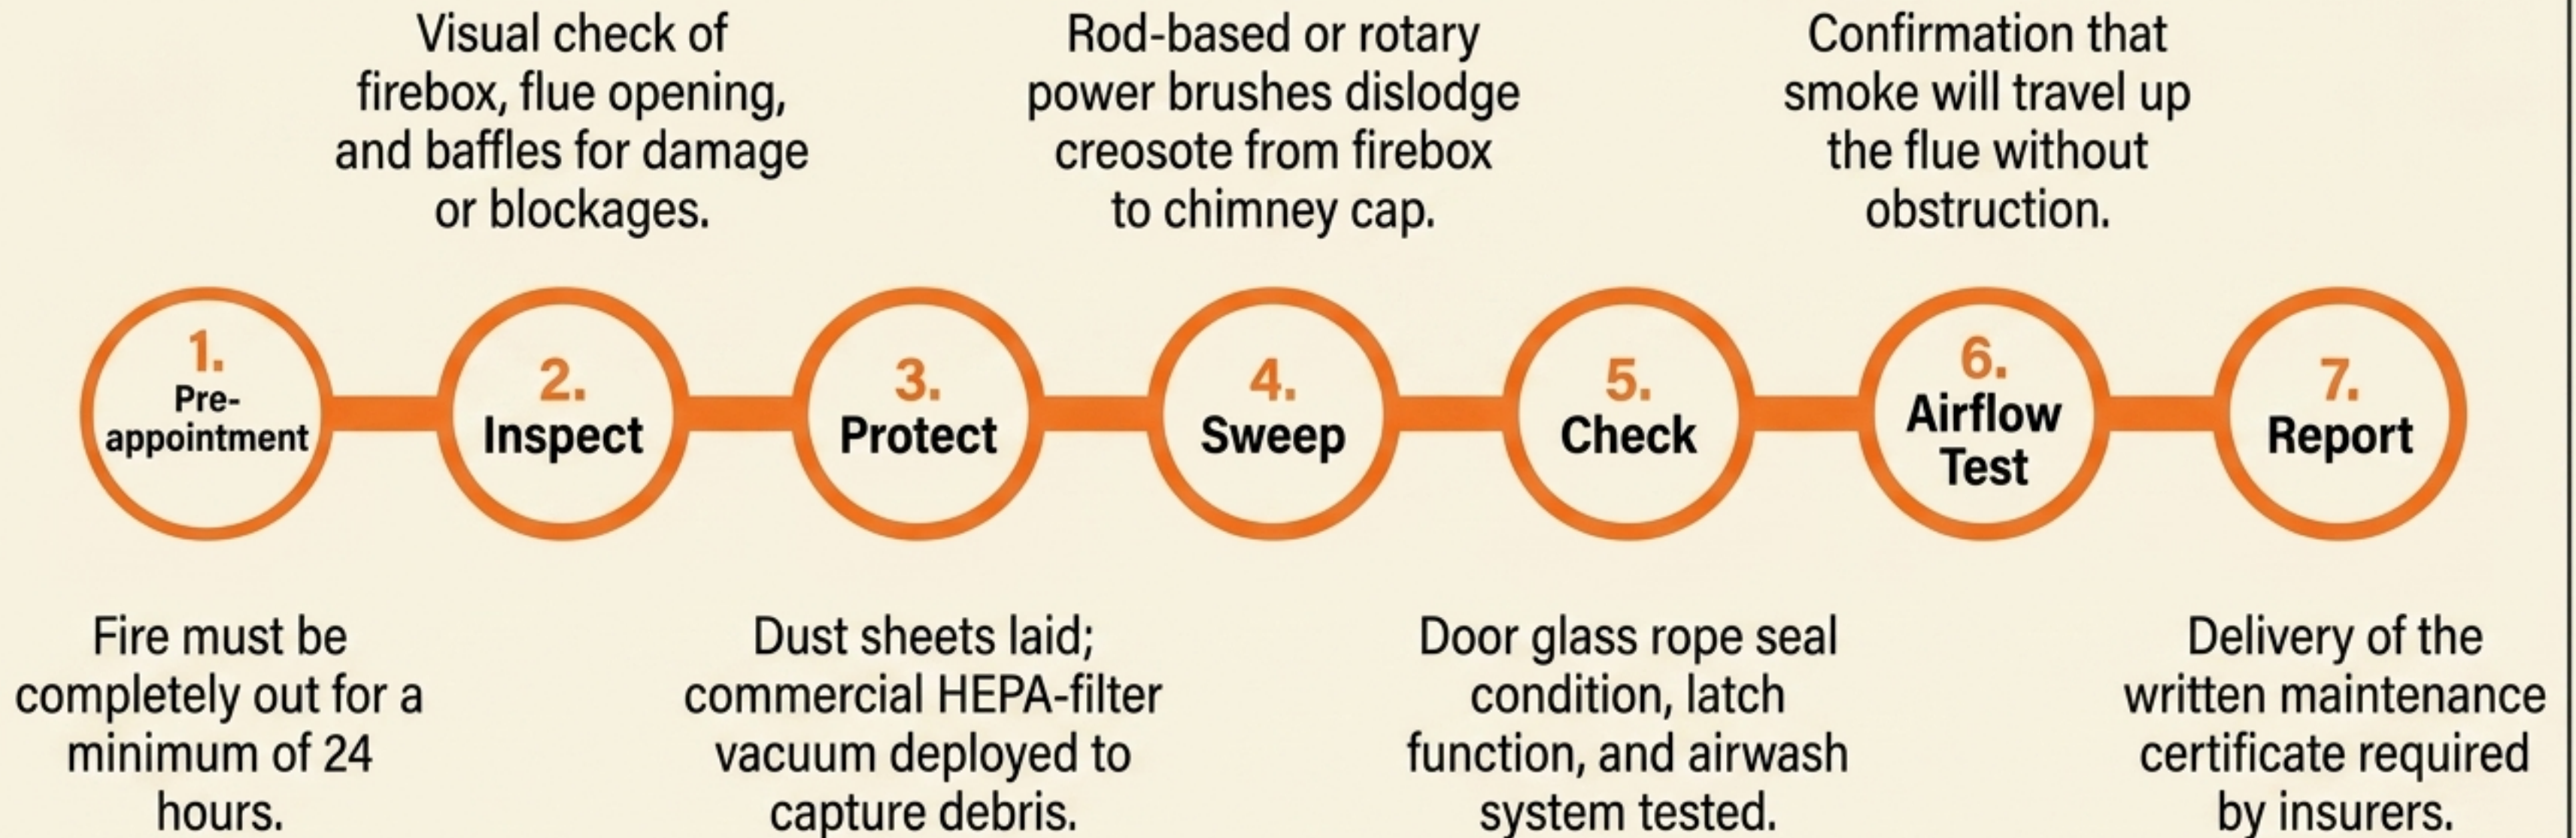 Visual check of
firebox, flue opening,
and baffles for damage
or blockages.
Rod-based or rotary
power brushes dislodge
creosote from firebox
to chimney cap.
Confirmation that
smoke will travel up
the flue without
obstruction.
1.
Pre-
appointment
2.
Inspect
3.
Protect
4.
Sweep
5.
Check
6.
Airflow
Test
7.
Report
Fire must be
completely out for a
minimum of 24
hours.
Dust sheets laid;
commercial HEPA-filter
vacuum deployed to
capture debris.
Door glass rope seal
condition, latch
function, and airwash
system tested.
Delivery of the
written maintenance
certificate required
by insurers.